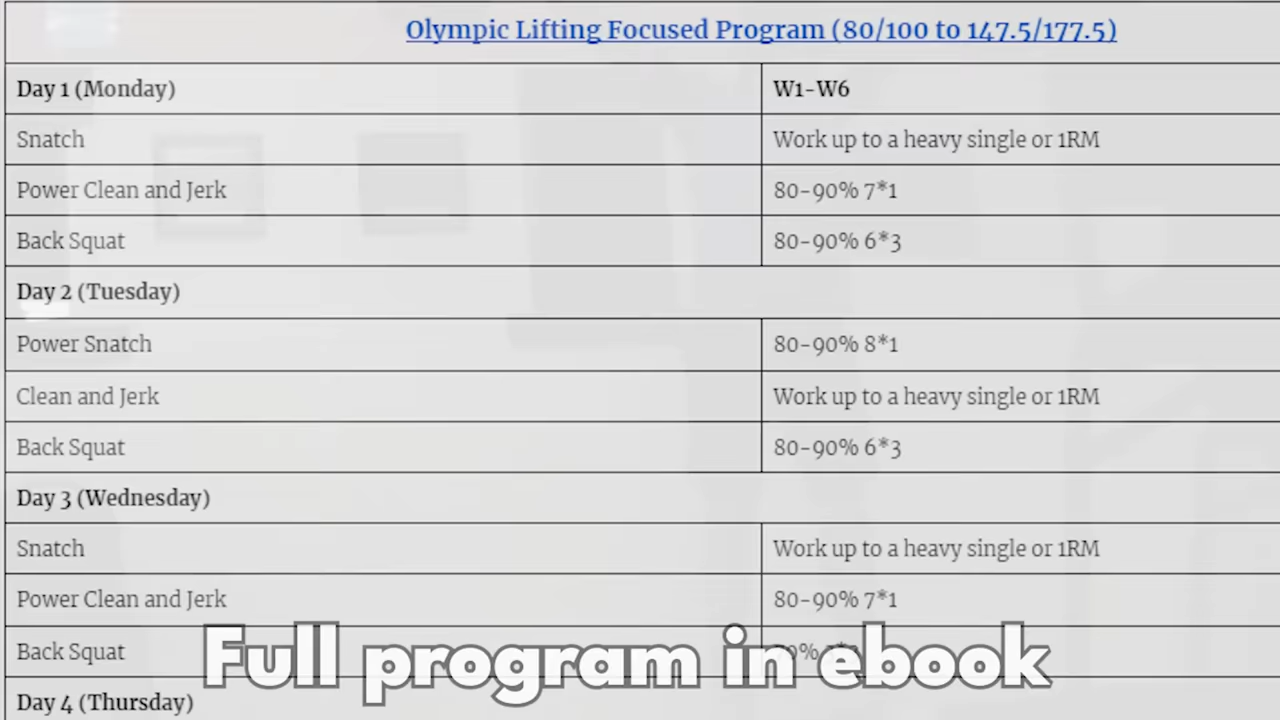 Olympic Lifting Focused Program (80/100 to 147.5/177.5)
Day 1 (Monday) W1-W6
Snatch Work up to a heavy single or 1RM
Power Clean and Jerk 80-90% 7*1
Back Squat 80-90% 6*3
Day 2 (Tuesday)
Power Snatch 80-90% 8*1
Clean and Jerk Work up to a heavy single or 1RM
Back Squat 80-90% 6*3
Day 3 (Wednesday)
Snatch Work up to a heavy single or 1RM
Power Clean and Jerk 80-90% 7*1
Back Squat
Full program in ebook
Day 4 (Thursday)